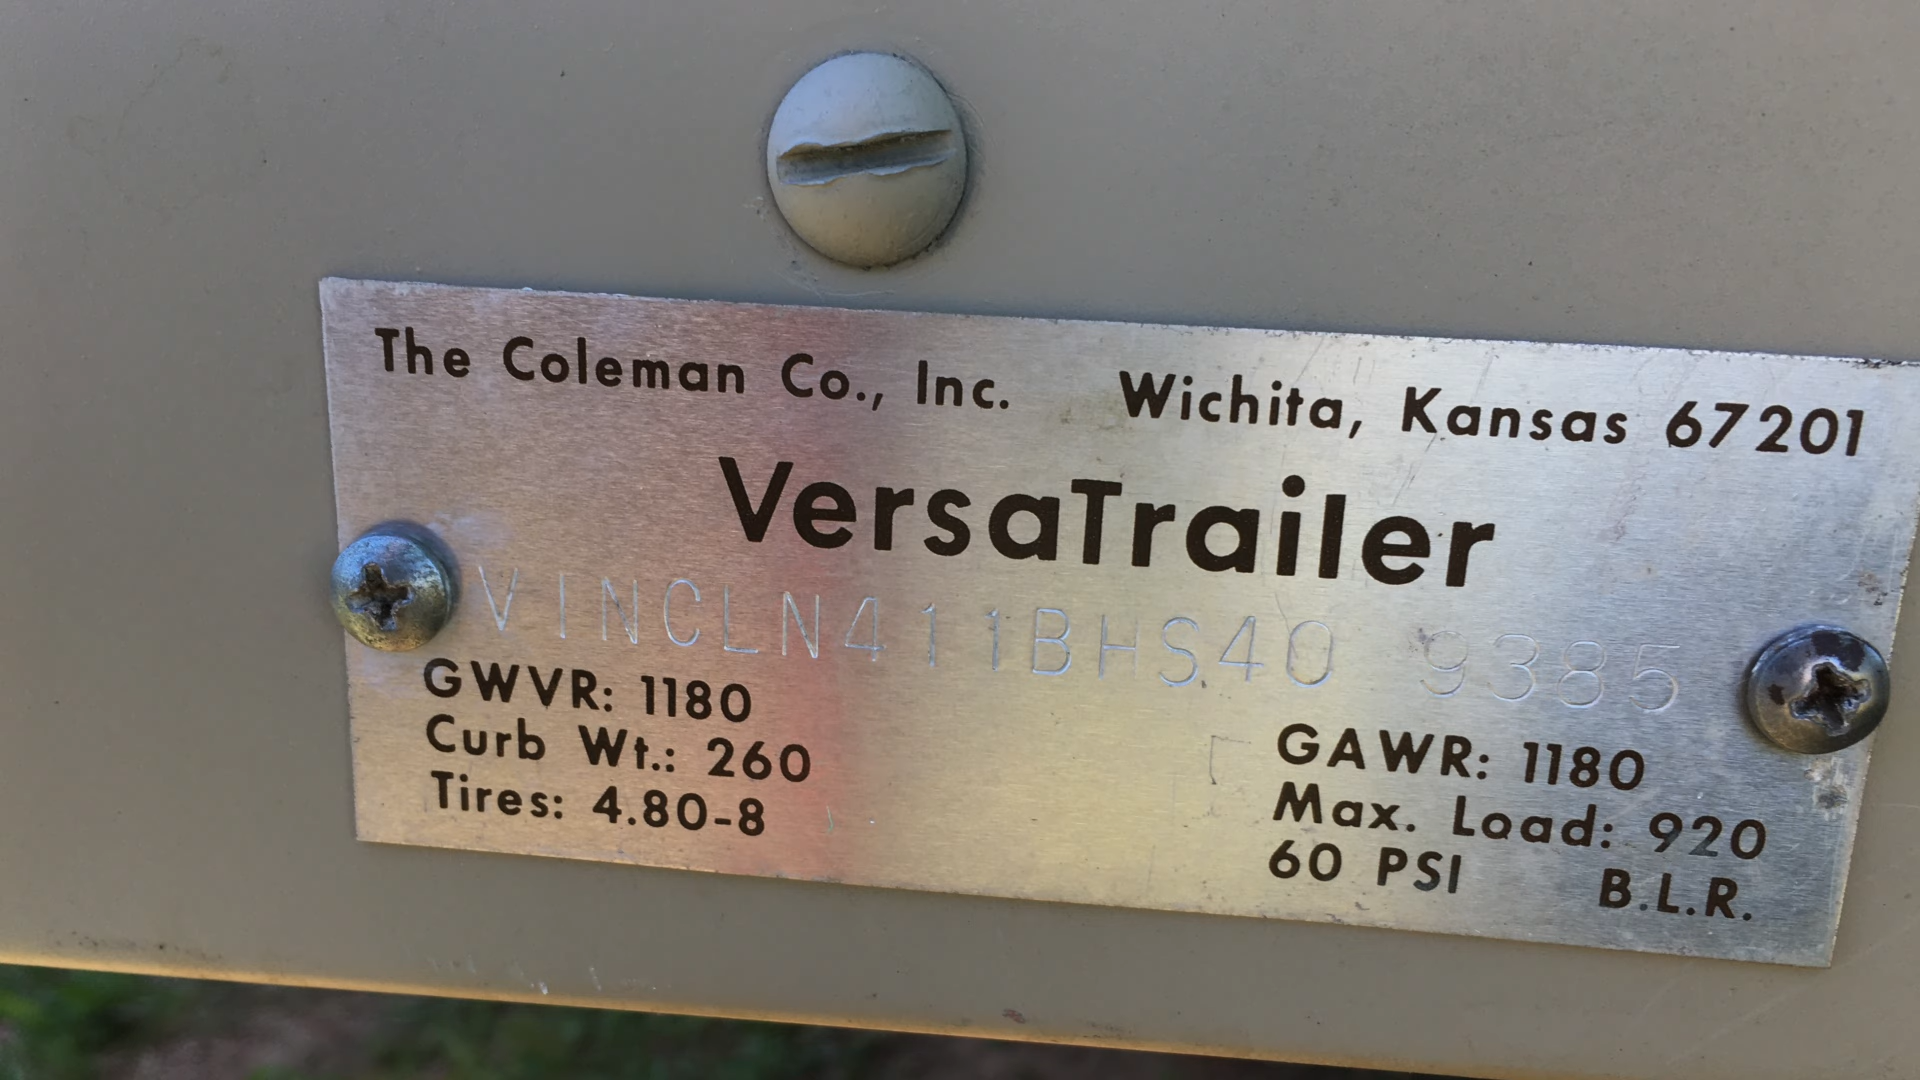 The Coleman Co., Inc. Wichita, Kansas 67201
VersaTrailer
VINCLN411BHS40 9385
GWVR: 1180
Curb Wt.: 260
Tires: 4.80-8
GAWR: 1180
Max. Load: 920
60 PSI B.L.R.